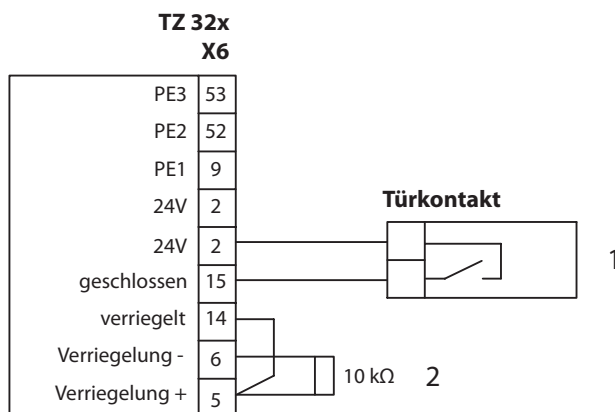 TZ 32x
X6
PE3 53
PE2 52
PE1 9
24V 2
Türkontakt
24V 2
1
geschlossen 15
verriegelt 14
Verriegelung - 6
10 kΩ 2
Verriegelung + 5